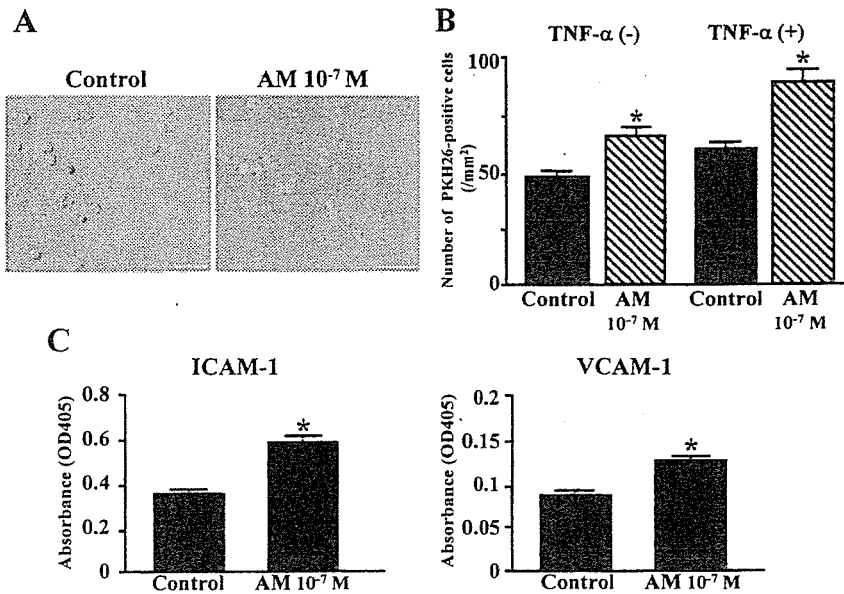 A
Control
AM 10⁻⁷ M
B
TNF-α (-)
TNF-α (+)
Number of PKH26-positive cells
(/mm²)
100
50
0
*
*
Control
AM
10⁻⁷ M
Control
AM
10⁻⁷ M
C
ICAM-1
Absorbance (OD405)
0.8
0.6
0.4
0.2
0
*
Control
AM 10⁻⁷ M
VCAM-1
Absorbance (OD405)
0.2
0.15
0.1
0.05
0
*
Control
AM 10⁻⁷ M